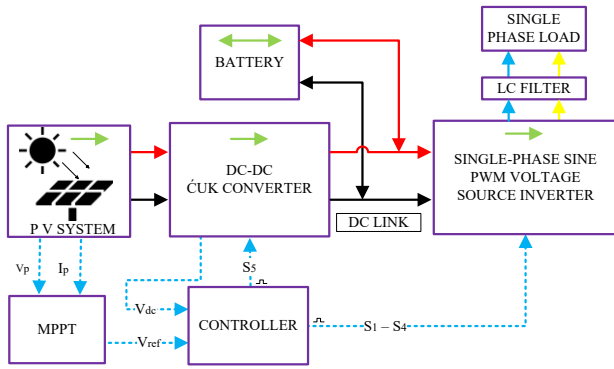 SINGLE
PHASE LOAD
BATTERY
LC FILTER
DC-DC
ĆUK CONVERTER
SINGLE-PHASE SINE
PWM VOLTAGE
SOURCE INVERTER
P V SYSTEM
DC LINK
Vp
Ip
S5
Vdc
MPPT
CONTROLLER
S1 – S4
Vref